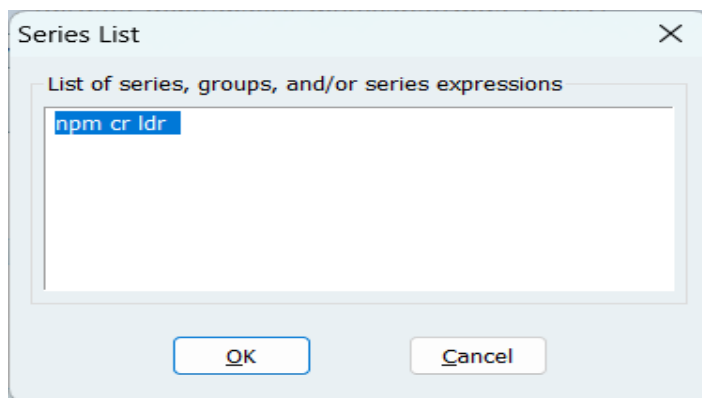 Series List
List of series, groups, and/or series expressions
npm cr ldr
OK
Cancel